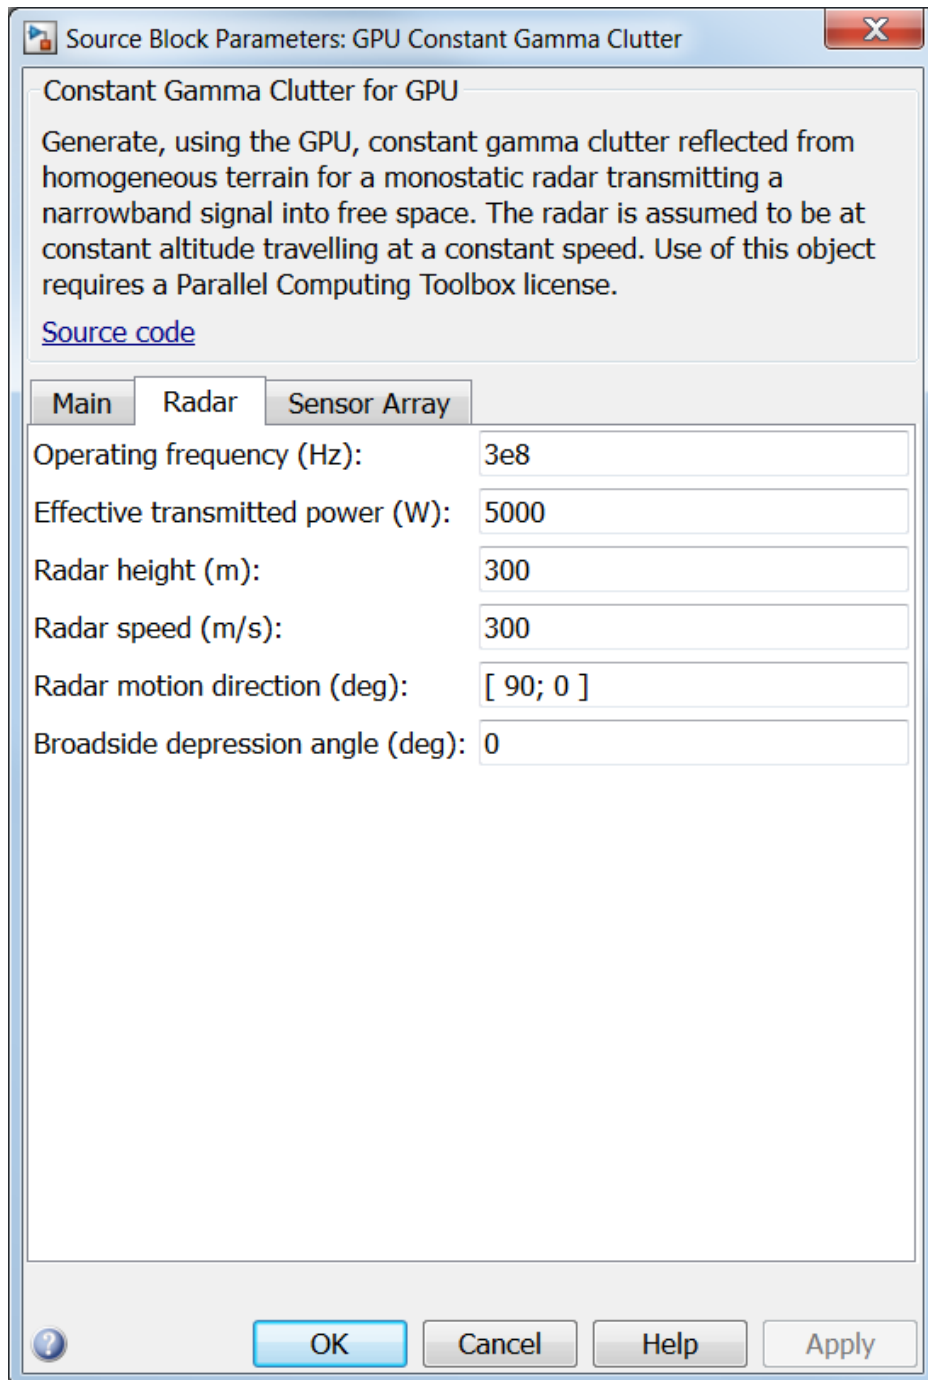 Source Block Parameters: GPU Constant Gamma Clutter
X
Constant Gamma Clutter for GPU
Generate, using the GPU, constant gamma clutter reflected from
homogeneous terrain for a monostatic radar transmitting a
narrowband signal into free space. The radar is assumed to be at
constant altitude travelling at a constant speed. Use of this object
requires a Parallel Computing Toolbox license.
Source code
Main Radar Sensor Array
Operating frequency (Hz): 3e8
Effective transmitted power (W): 5000
Radar height (m): 300
Radar speed (m/s): 300
Radar motion direction (deg): [ 90; 0 ]
Broadside depression angle (deg): 0
? OK Cancel Help Apply